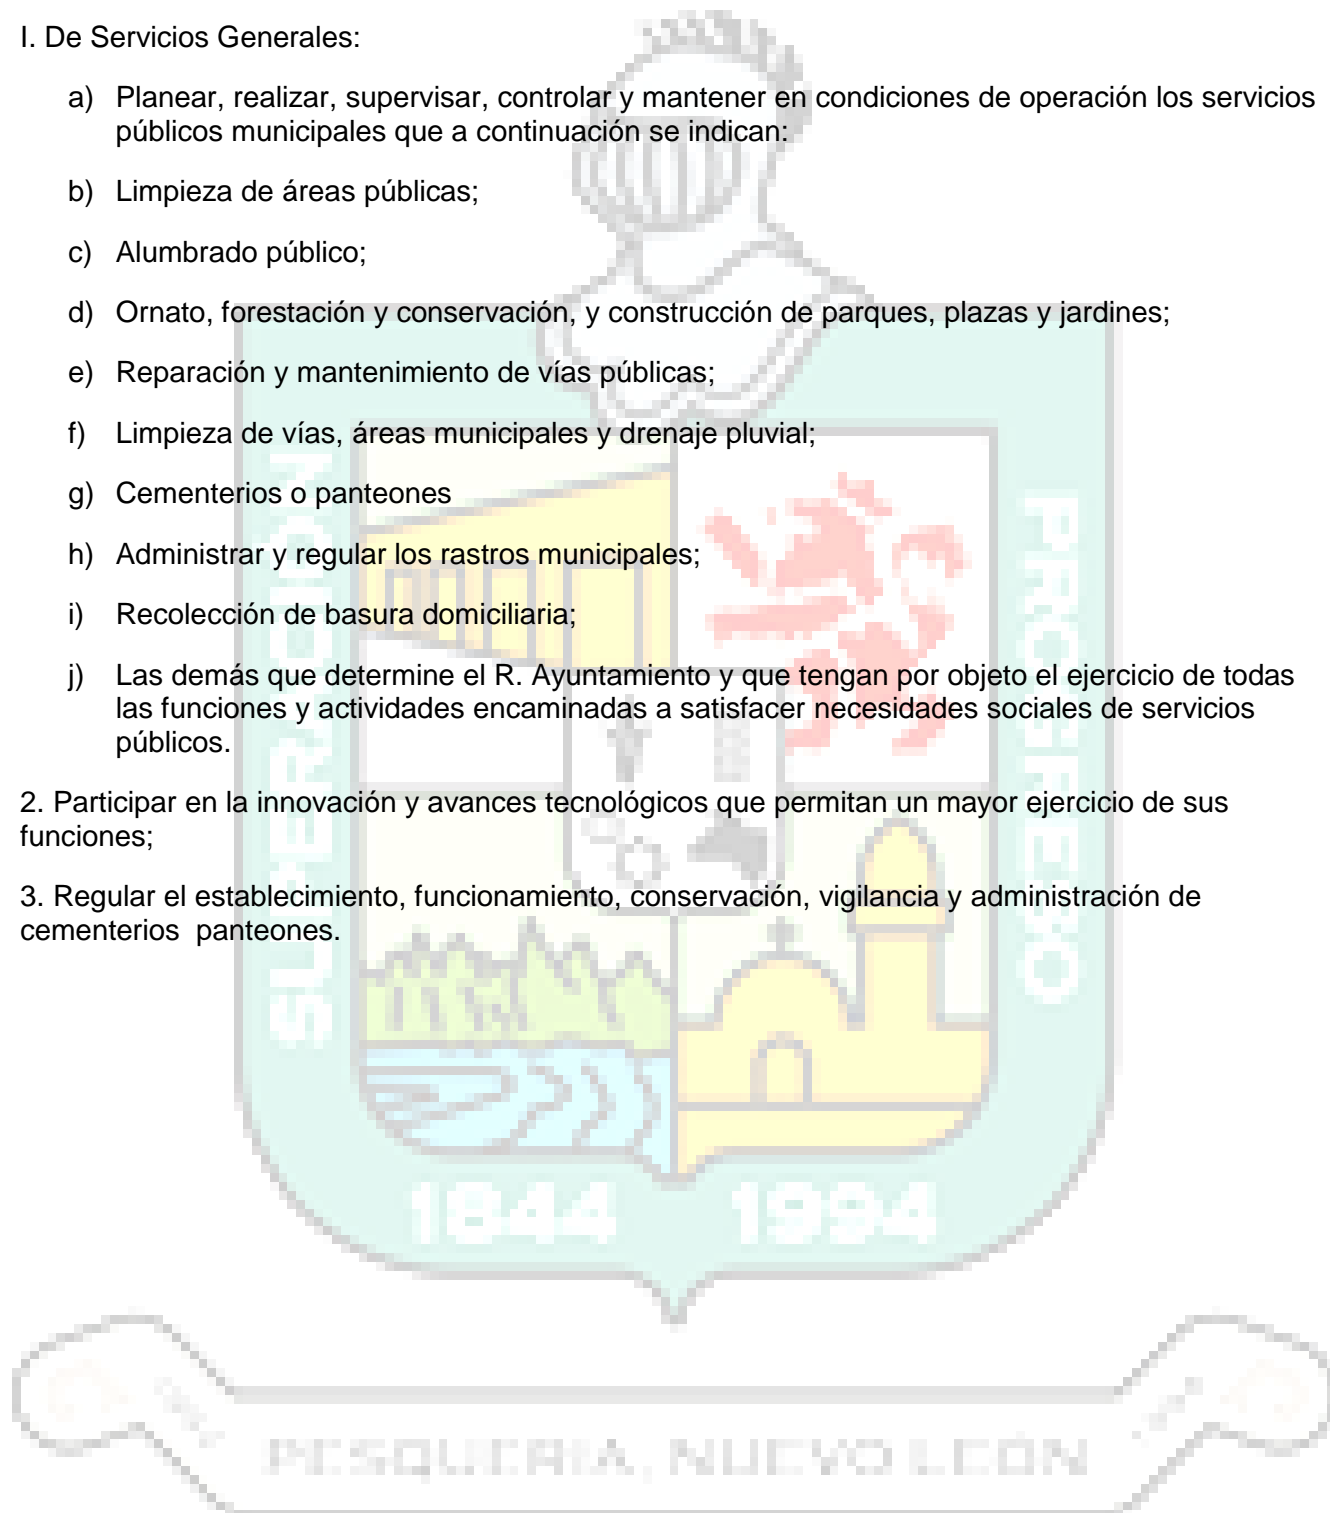 I. De Servicios Generales:
a) Planear, realizar, supervisar, controlar y mantener en condiciones de operación los servicios
públicos municipales que a continuación se indican:
b) Limpieza de áreas públicas;
c) Alumbrado público;
d) Ornato, forestación y conservación, y construcción de parques, plazas y jardines;
e) Reparación y mantenimiento de vías públicas;
f) Limpieza de vías, áreas municipales y drenaje pluvial;
g) Cementerios o panteones
h) Administrar y regular los rastros municipales;
i) Recolección de basura domiciliaria;
j) Las demás que determine el R. Ayuntamiento y que tengan por objeto el ejercicio de todas
las funciones y actividades encaminadas a satisfacer necesidades sociales de servicios
públicos.
2. Participar en la innovación y avances tecnológicos que permitan un mayor ejercicio de sus
funciones;
3. Regular el establecimiento, funcionamiento, conservación, vigilancia y administración de
cementerios  panteones.
SUPERACIÓN
PROGRESO
1844 1994
PESQUERIA, NUEVO LEÓN